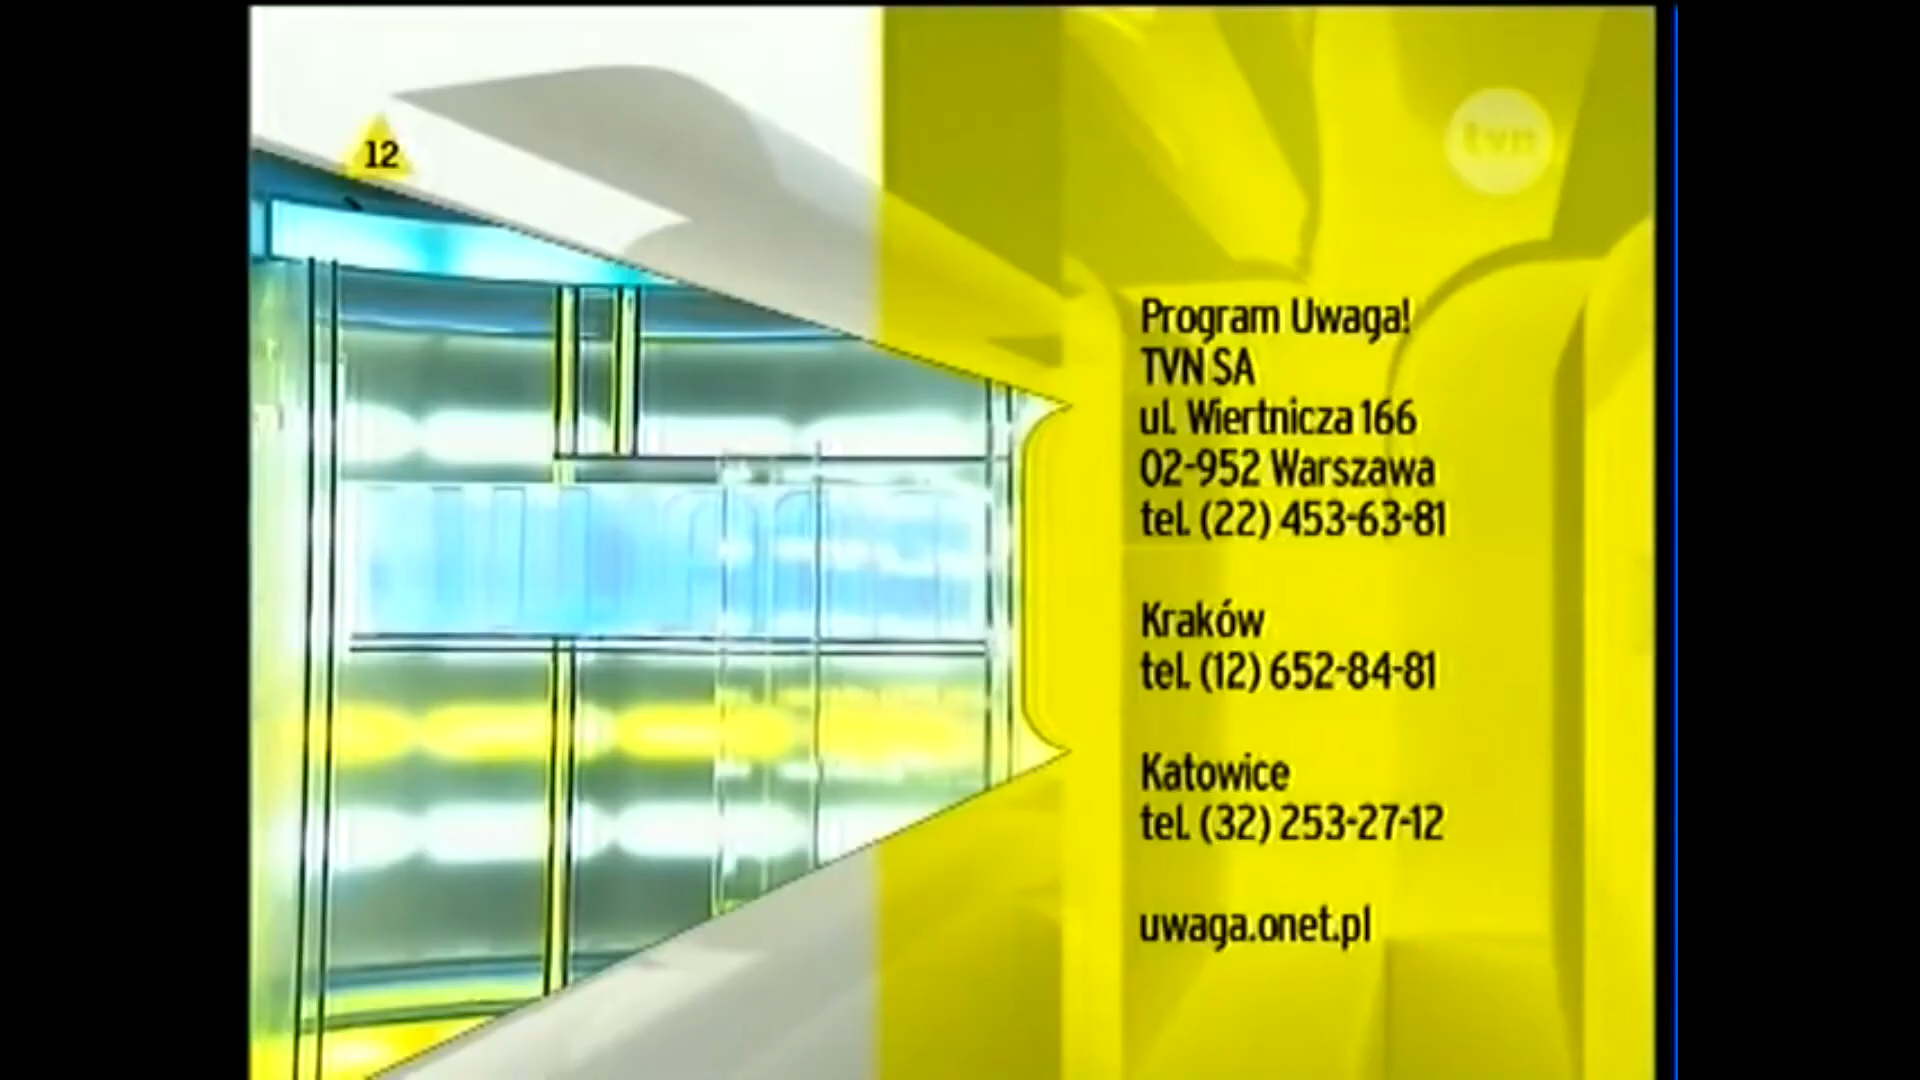 12
tvn
Program Uwaga!
TVN SA
ul. Wiertnicza 166
02-952 Warszawa
tel. (22) 453-63-81
Kraków
tel. (12) 652-84-81
Katowice
tel. (32) 253-27-12
uwaga.onet.pl